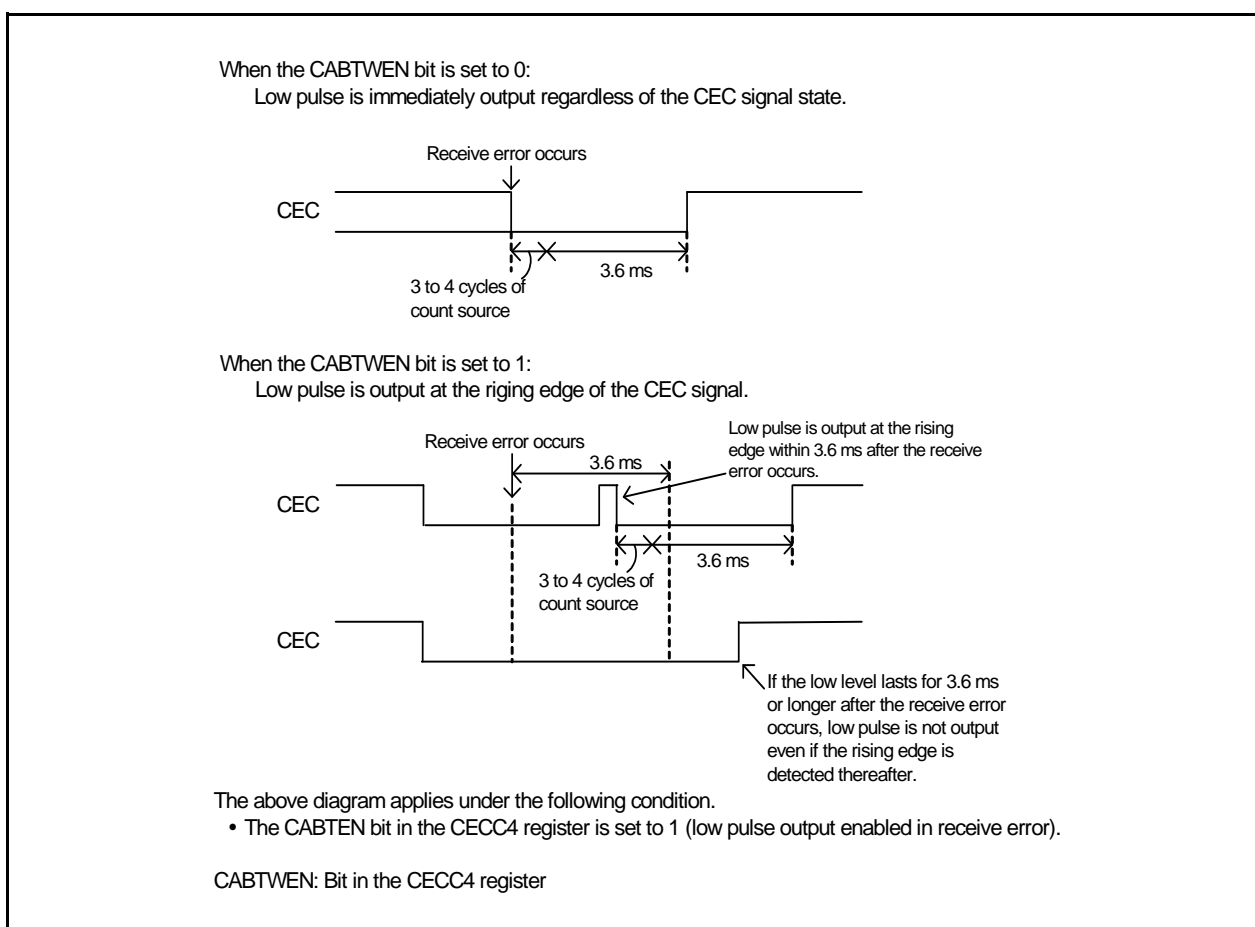 When the CABTWEN bit is set to 0:
Low pulse is immediately output regardless of the CEC signal state.
Receive error occurs
CEC
3.6 ms
3 to 4 cycles of
count source
When the CABTWEN bit is set to 1:
Low pulse is output at the riging edge of the CEC signal.
Low pulse is output at the rising
edge within 3.6 ms after the receive
error occurs.
Receive error occurs
3.6 ms
CEC
3.6 ms
3 to 4 cycles of
count source
CEC
If the low level lasts for 3.6 ms
or longer after the receive error
occurs, low pulse is not output
even if the rising edge is
detected thereafter.
The above diagram applies under the following condition.
• The CABTEN bit in the CECC4 register is set to 1 (low pulse output enabled in receive error).
CABTWEN: Bit in the CECC4 register